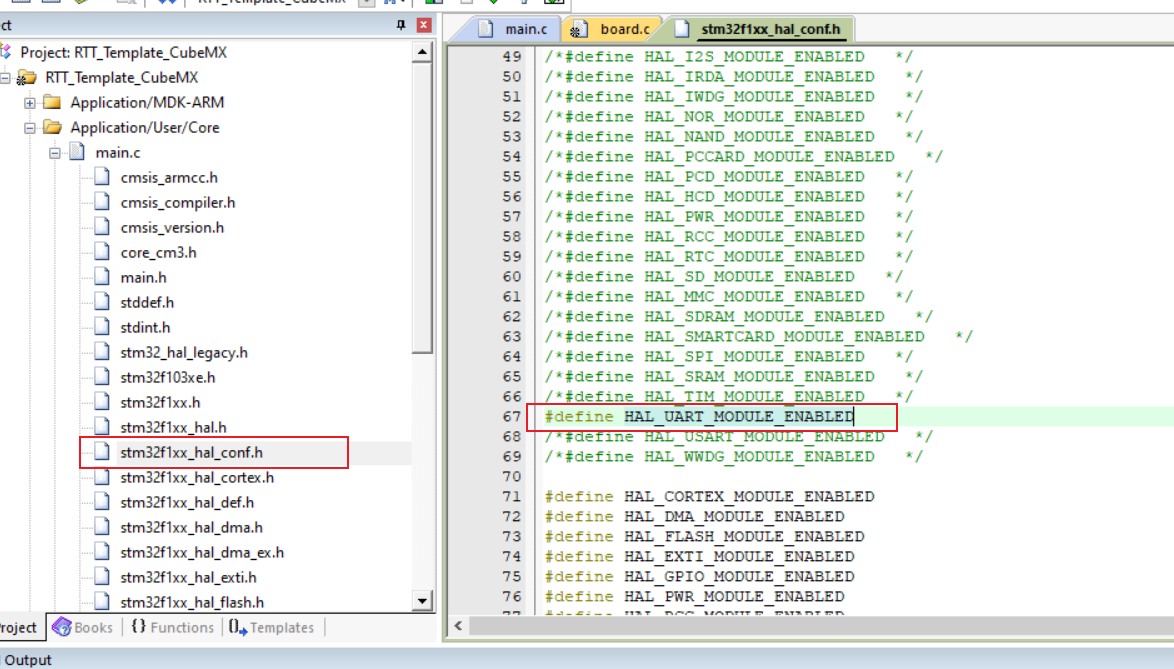 RTT_Template_CubeMX
ct
Project: RTT_Template_CubeMX
RTT_Template_CubeMX
Application/MDK-ARM
Application/User/Core
main.c
cmsis_armcc.h
cmsis_compiler.h
cmsis_version.h
core_cm3.h
main.h
stddef.h
stdint.h
stm32_hal_legacy.h
stm32f103xe.h
stm32f1xx.h
stm32f1xx_hal.h
stm32f1xx_hal_conf.h
stm32f1xx_hal_cortex.h
stm32f1xx_hal_def.h
stm32f1xx_hal_dma.h
stm32f1xx_hal_dma_ex.h
stm32f1xx_hal_exti.h
stm32f1xx_hal_flash.h
roject Books {} Functions 0 Templates
Output
main.c board.c stm32f1xx_hal_conf.h
49 /*#define HAL_I2S_MODULE_ENABLED   */
50 /*#define HAL_IRDA_MODULE_ENABLED   */
51 /*#define HAL_IWDG_MODULE_ENABLED   */
52 /*#define HAL_NOR_MODULE_ENABLED   */
53 /*#define HAL_NAND_MODULE_ENABLED   */
54 /*#define HAL_PCCARD_MODULE_ENABLED   */
55 /*#define HAL_PCD_MODULE_ENABLED   */
56 /*#define HAL_HCD_MODULE_ENABLED   */
57 /*#define HAL_PWR_MODULE_ENABLED   */
58 /*#define HAL_RCC_MODULE_ENABLED   */
59 /*#define HAL_RTC_MODULE_ENABLED   */
60 /*#define HAL_SD_MODULE_ENABLED   */
61 /*#define HAL_MMC_MODULE_ENABLED   */
62 /*#define HAL_SDRAM_MODULE_ENABLED   */
63 /*#define HAL_SMARTCARD_MODULE_ENABLED   */
64 /*#define HAL_SPI_MODULE_ENABLED   */
65 /*#define HAL_SRAM_MODULE_ENABLED   */
66 /*#define HAL_TIM_MODULE_ENABLED   */
67 #define HAL_UART_MODULE_ENABLED
68 /*#define HAL_USART_MODULE_ENABLED   */
69 /*#define HAL_WWDG_MODULE_ENABLED   */
70
71 #define HAL_CORTEX_MODULE_ENABLED
72 #define HAL_DMA_MODULE_ENABLED
73 #define HAL_FLASH_MODULE_ENABLED
74 #define HAL_EXTI_MODULE_ENABLED
75 #define HAL_GPIO_MODULE_ENABLED
76 #define HAL_PWR_MODULE_ENABLED
77 #define HAL_RCC_MODULE_ENABLED